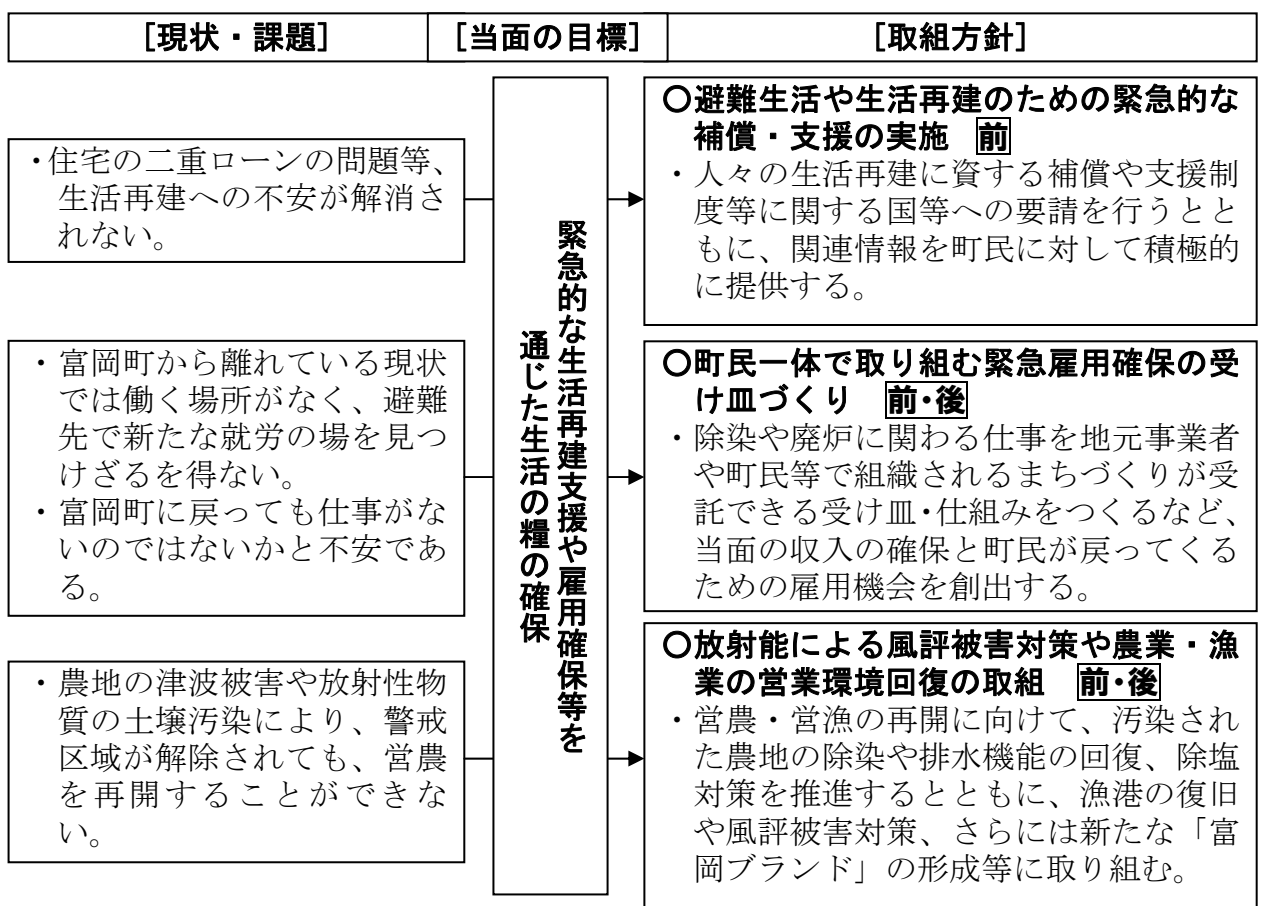 ［現状・課題］
［当面の目標］
［取組方針］
・住宅の二重ローンの問題等、
生活再建への不安が解消さ
れない。
・富岡町から離れている現状
では働く場所がなく、避難
先で新たな就労の場を見つ
けざるを得ない。
・富岡町に戻っても仕事がな
いのではないかと不安であ
る。
・農地の津波被害や放射性物
質の土壌汚染により、警戒
区域が解除されても、営農
を再開することができな
い。
緊急的な生活再建支援や雇用確保等を
通じた生活の糧の確保
○避難生活や生活再建のための緊急的な
補償・支援の実施　前
・人々の生活再建に資する補償や支援制
度等に関する国等への要請を行うとと
もに、関連情報を町民に対して積極的
に提供する。
○町民一体で取り組む緊急雇用確保の受
け皿づくり　前・後
・除染や廃炉に関わる仕事を地元事業者
や町民等で組織されるまちづくりが受
託できる受け皿・仕組みをつくるなど、
当面の収入の確保と町民が戻ってくる
ための雇用機会を創出する。
○放射能による風評被害対策や農業・漁
業の営業環境回復の取組　前・後
・営農・営漁の再開に向けて、汚染され
た農地の除染や排水機能の回復、除塩
対策を推進するとともに、漁港の復旧
や風評被害対策、さらには新たな「富
岡ブランド」の形成等に取り組む。